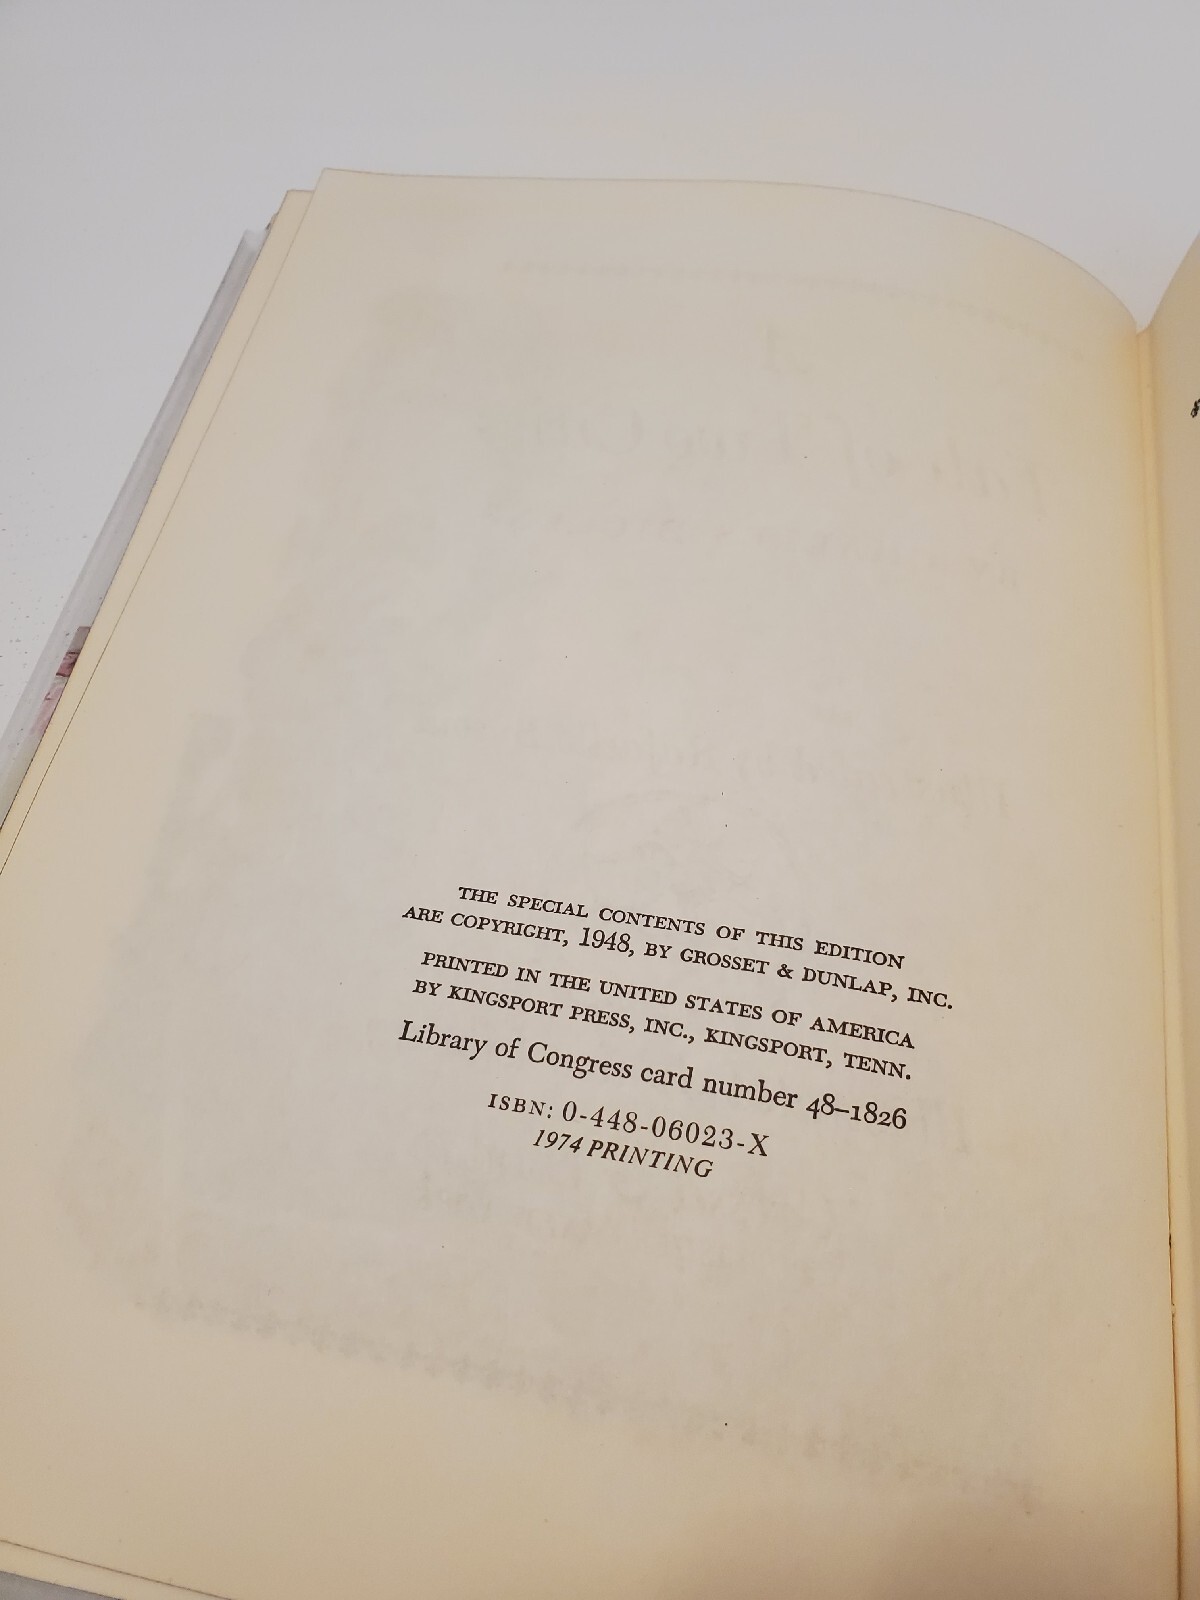 THE SPECIAL CONTENTS OF THIS EDITION
ARE COPYRIGHT, 1948, BY GROSSET & DUNLAP, INC.
PRINTED IN THE UNITED STATES OF AMERICA
BY KINGSPORT PRESS, INC., KINGSPORT, TENN.
Library of Congress card number 48–1826
ISBN: 0-448-06023-X
1974 PRINTING